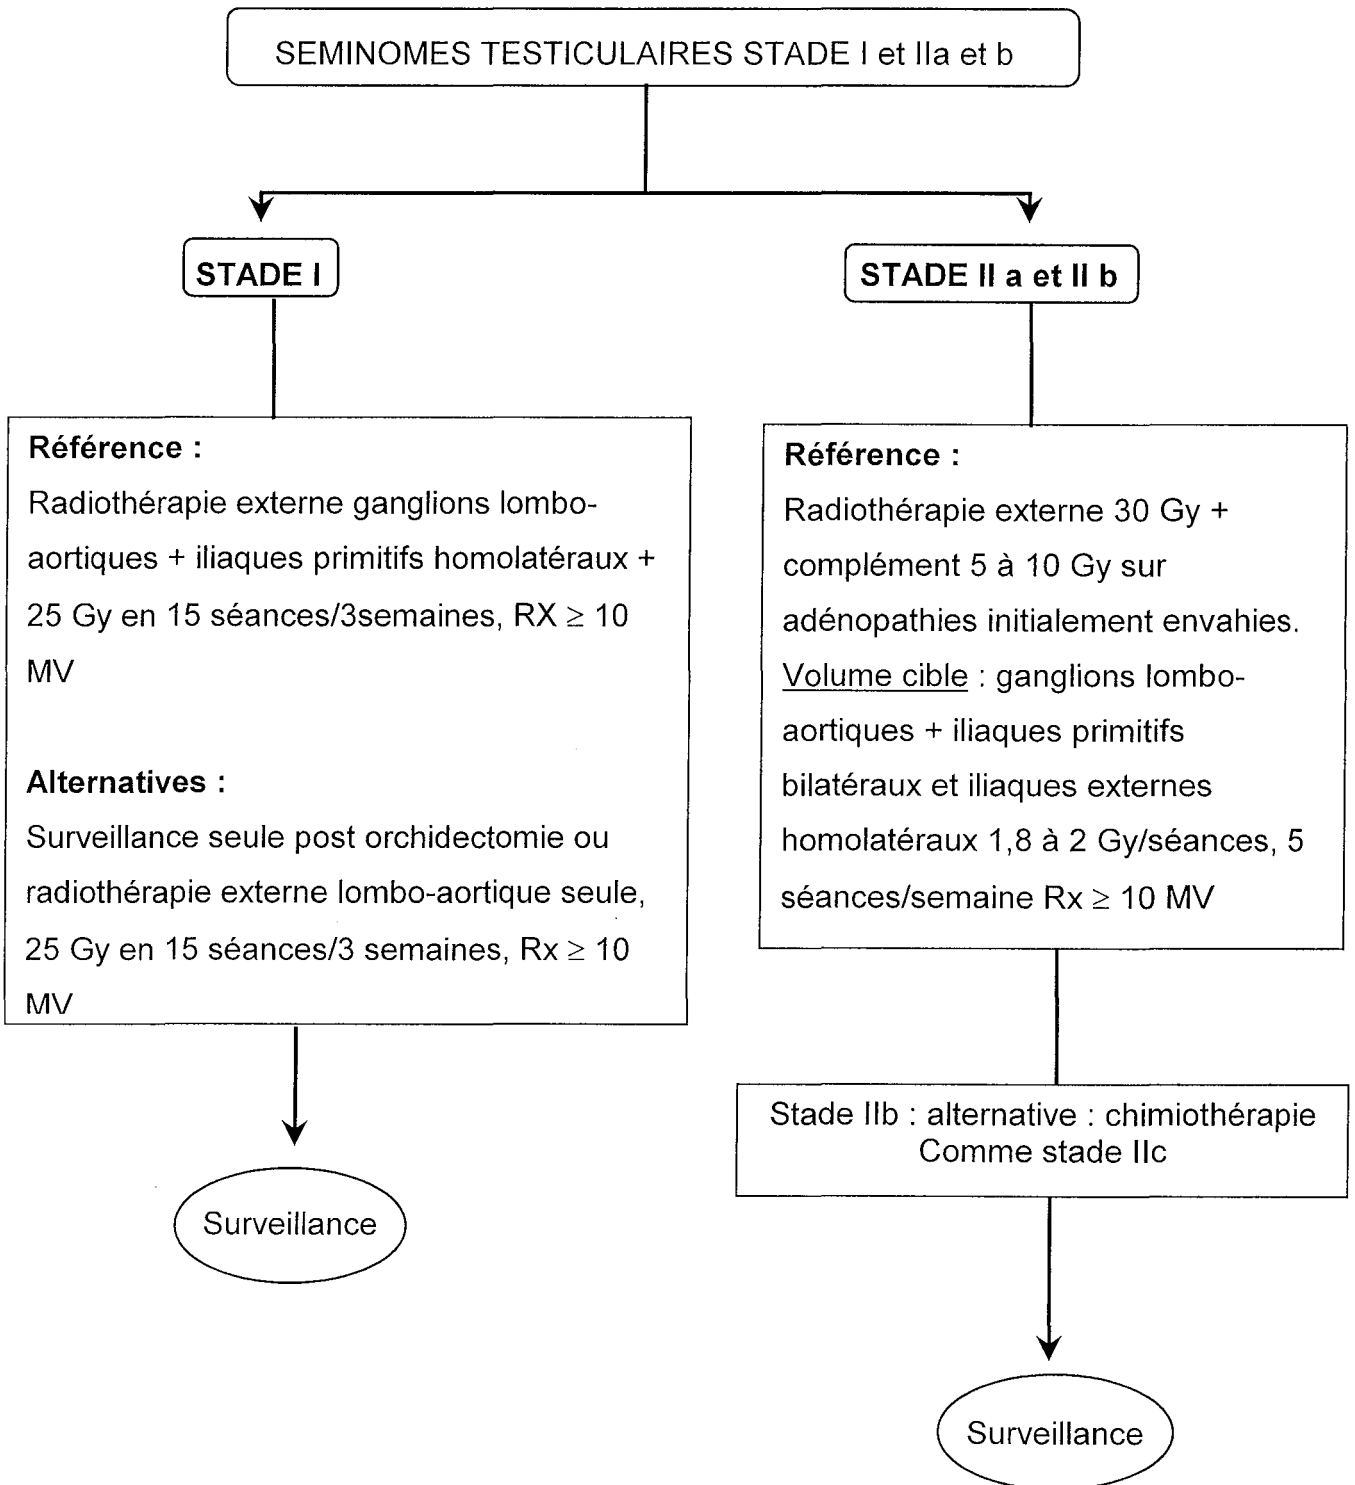 SEMINOMES TESTICULAIRES STADE I et IIa et b
STADE I
Référence :
Radiothérapie externe ganglions lombo-
aortiques + iliaques primitifs homolatéraux +
25 Gy en 15 séances/3semaines, RX ≥ 10
MV
Alternatives :
Surveillance seule post orchidectomie ou
radiothérapie externe lombo-aortique seule,
25 Gy en 15 séances/3 semaines, Rx ≥ 10
MV
Surveillance
STADE II a et II b
Référence :
Radiothérapie externe 30 Gy +
complément 5 à 10 Gy sur
adénopathies initialement envahies.
Volume cible : ganglions lombo-
aortiques + iliaques primitifs
bilatéraux et iliaques externes
homolatéraux 1,8 à 2 Gy/séances, 5
séances/semaine Rx ≥ 10 MV
Stade IIb : alternative : chimiothérapie
Comme stade IIc
Surveillance